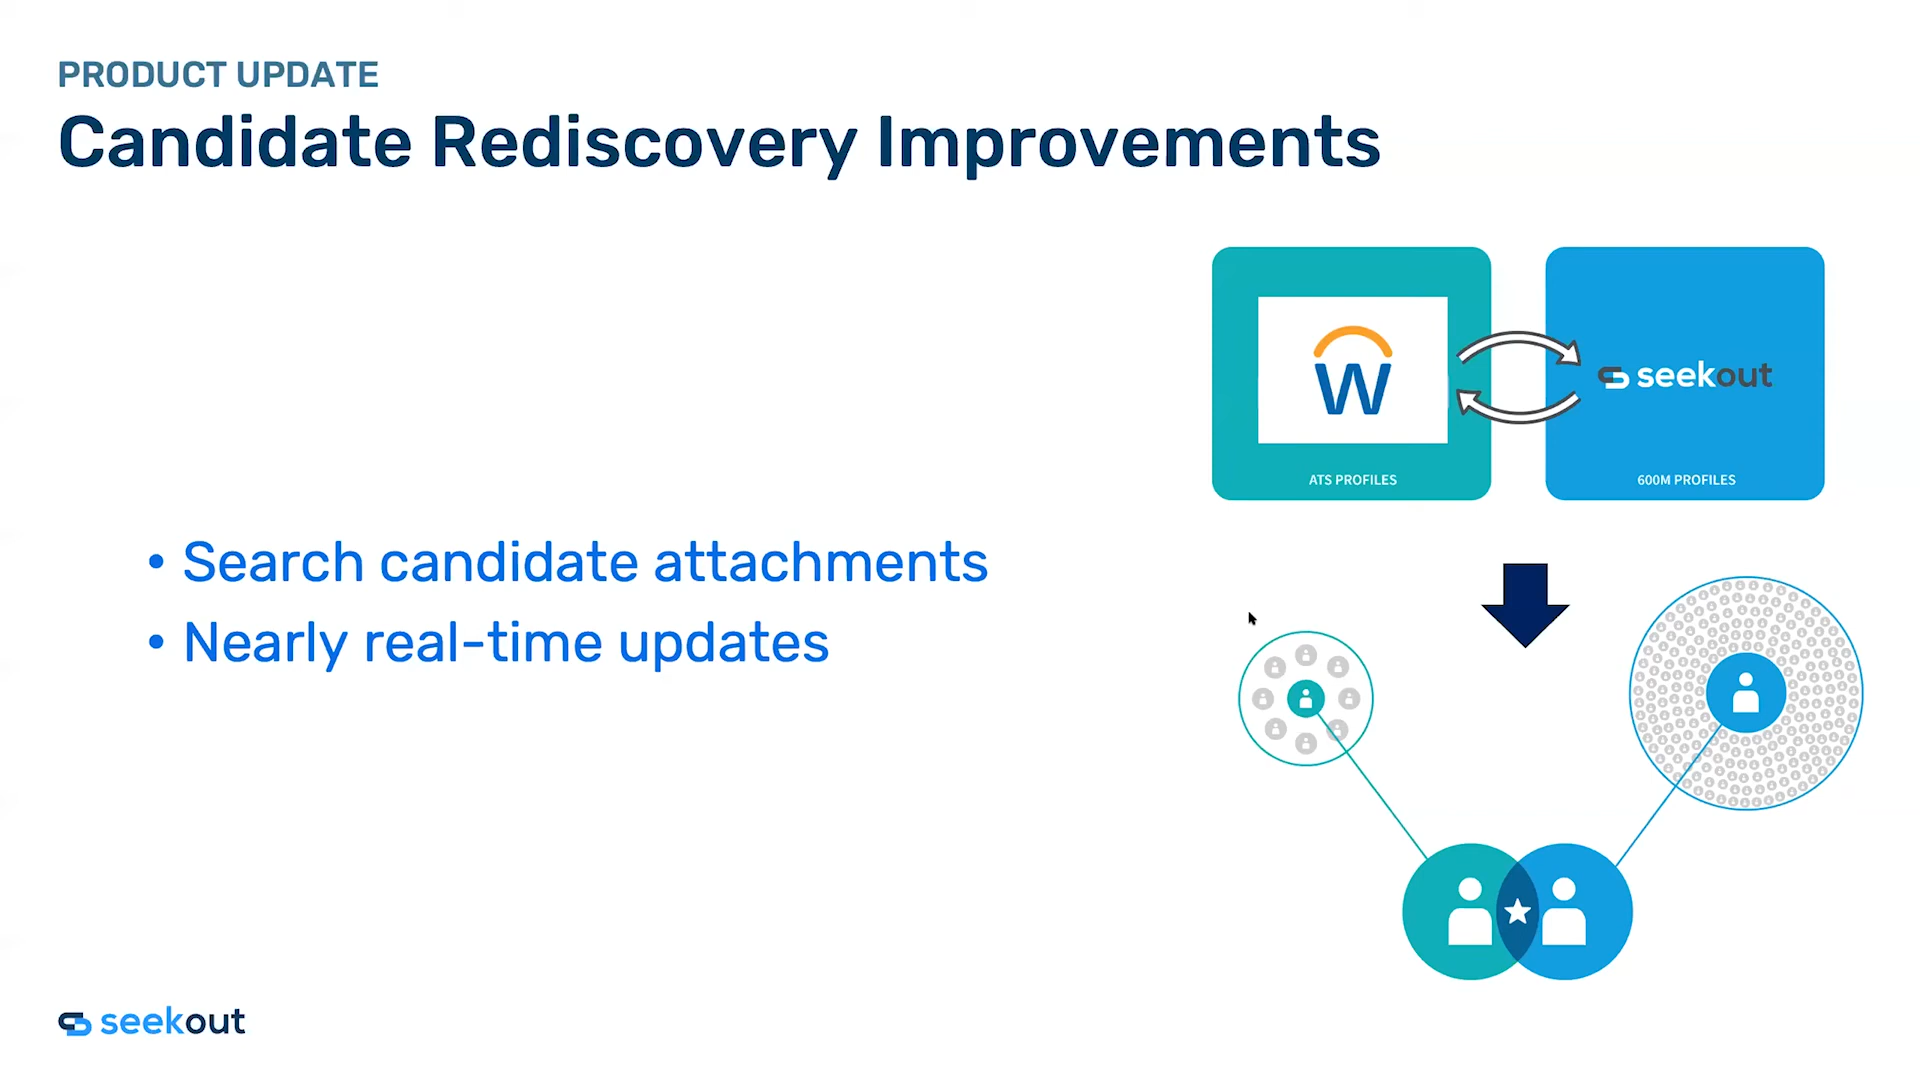 PRODUCT UPDATE
Candidate Rediscovery Improvements
W
seekout
ATS PROFILES
600M PROFILES
• Search candidate attachments
• Nearly real-time updates
seekout